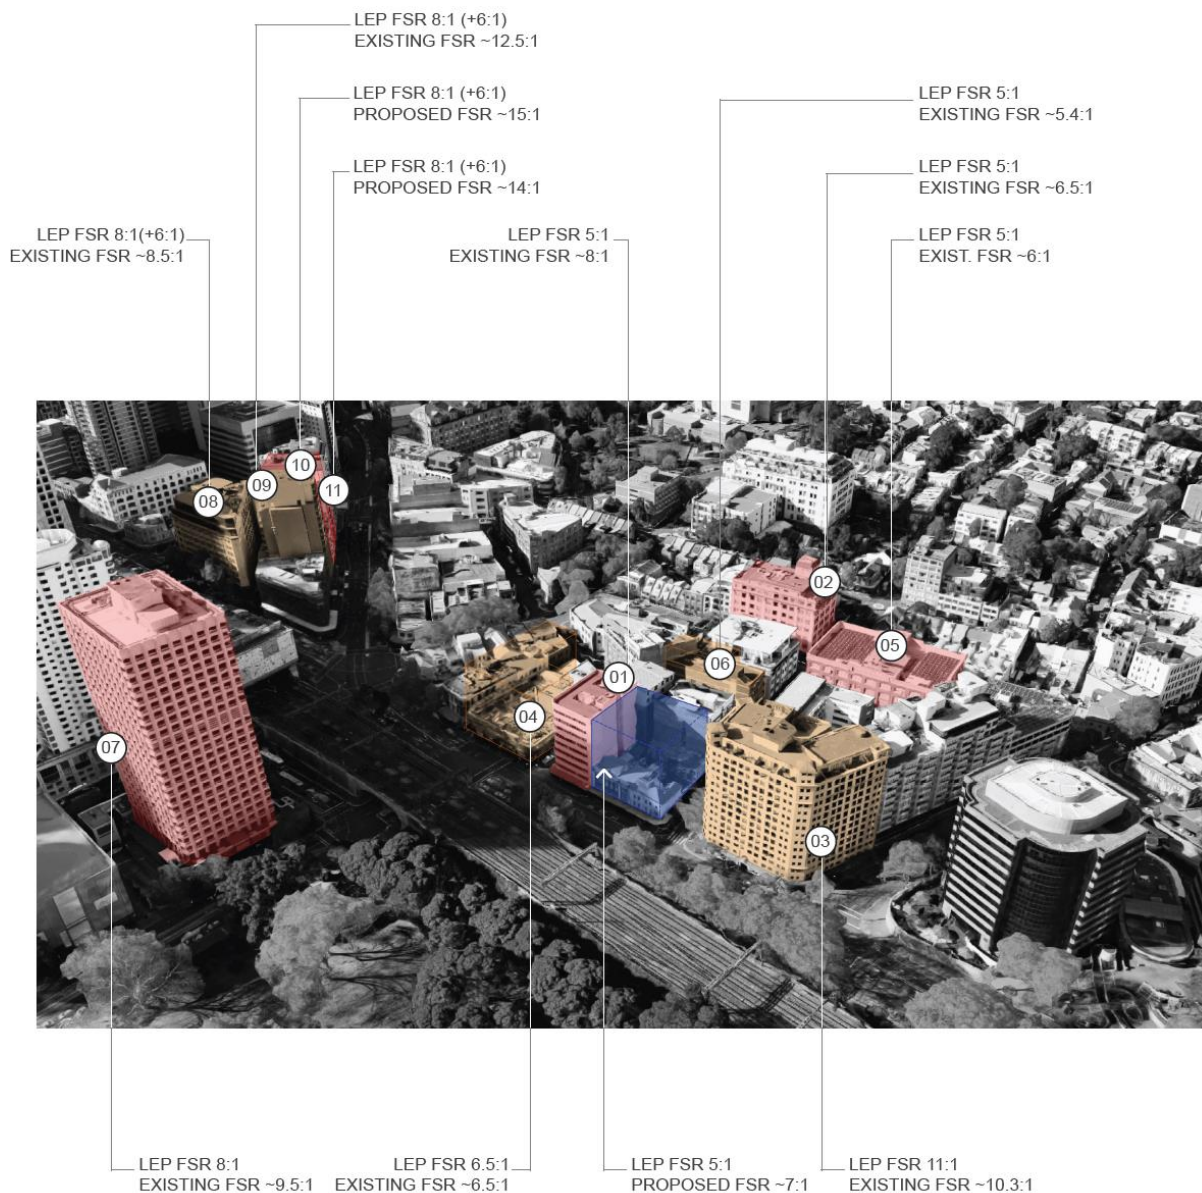 LEP FSR 8:1 (+6:1)
EXISTING FSR ~12.5:1
LEP FSR 8:1 (+6:1)
PROPOSED FSR ~15:1
LEP FSR 5:1
EXISTING FSR ~5.4:1
LEP FSR 8:1 (+6:1)
PROPOSED FSR ~14:1
LEP FSR 5:1
EXISTING FSR ~6.5:1
LEP FSR 8:1(+6:1)
EXISTING FSR ~8.5:1
LEP FSR 5:1
EXISTING FSR ~8:1
LEP FSR 5:1
EXIST. FSR ~6:1
10
09
11
08
02
05
06
01
04
07
03
LEP FSR 8:1
EXISTING FSR ~9.5:1
LEP FSR 6.5:1
EXISTING FSR ~6.5:1
LEP FSR 5:1
PROPOSED FSR ~7:1
LEP FSR 11:1
EXISTING FSR ~10.3:1